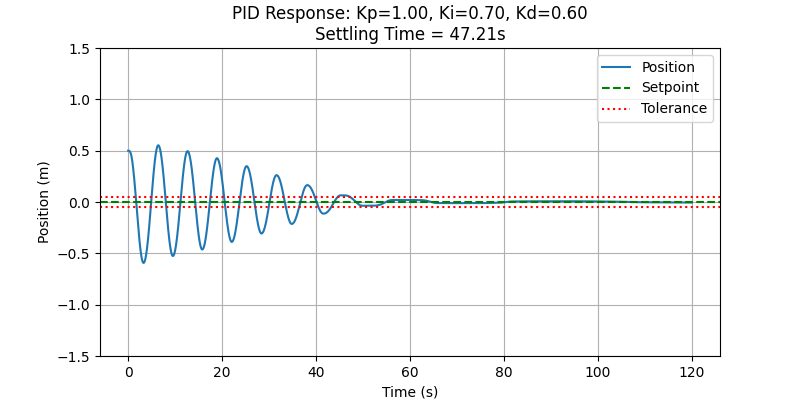 PID Response: Kp=1.00, Ki=0.70, Kd=0.60
Settling Time = 47.21s
Position
Setpoint
Tolerance
1.5
1.0
0.5
0.0
−0.5
−1.0
−1.5
Position (m)
0
20
40
60
80
100
120
Time (s)